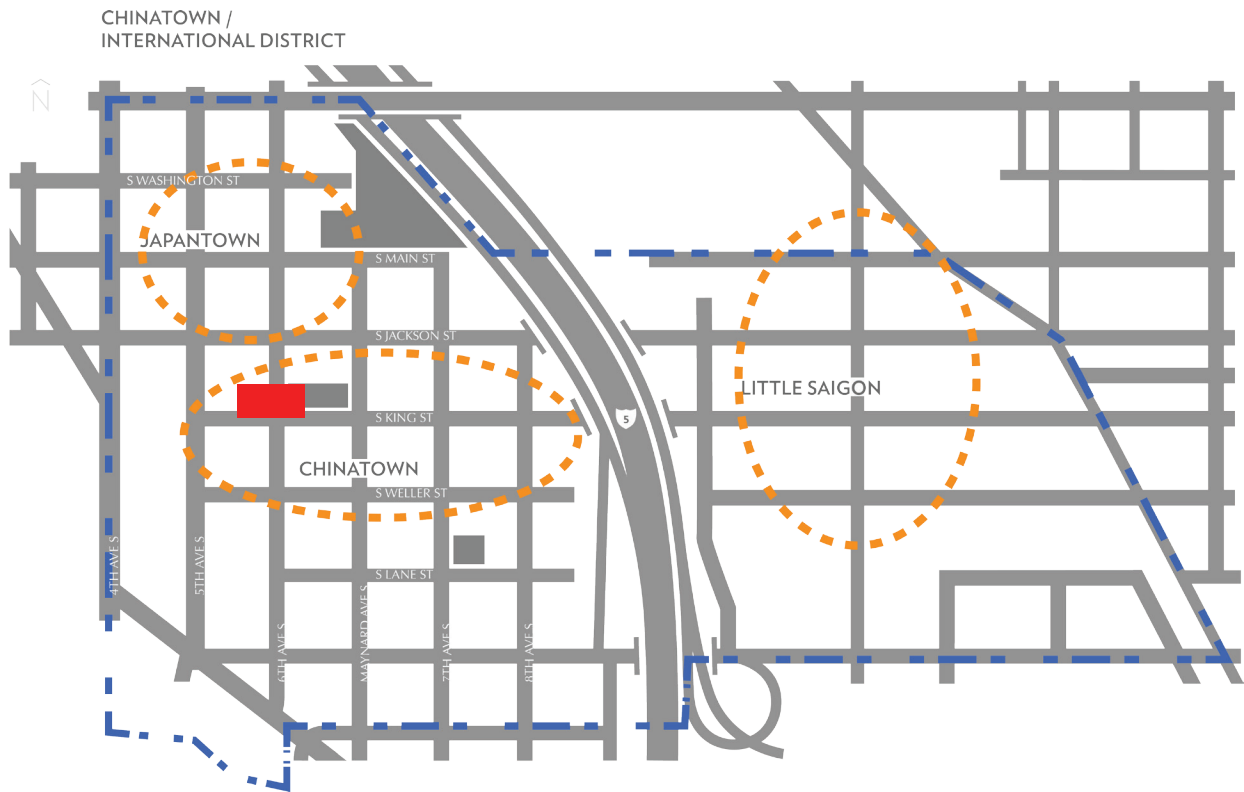 CHINATOWN /
INTERNATIONAL DISTRICT
N
S WASHINGTON ST
JAPANTOWN
S MAIN ST
S JACKSON ST
LITTLE SAIGON
S KING ST
5
CHINATOWN
S WELLER ST
S LANE ST
4TH AVE S
5TH AVE S
6TH AVE S
MAYNARD AVE S
7TH AVE S
8TH AVE S